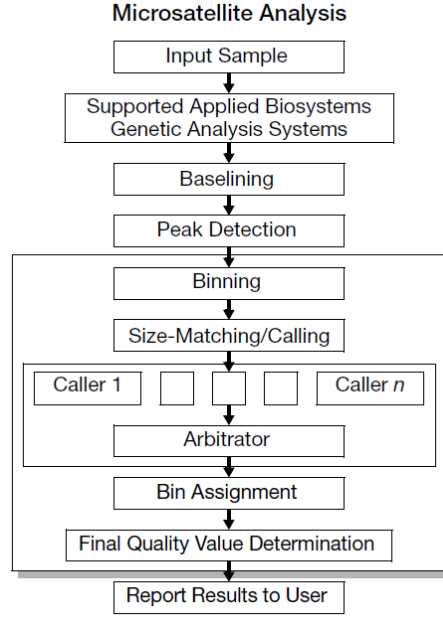 Microsatellite Analysis
Input Sample
Supported Applied Biosystems
Genetic Analysis Systems
Baselining
Peak Detection
Binning
Size-Matching/Calling
Caller 1
Caller n
Arbitrator
Bin Assignment
Final Quality Value Determination
Report Results to User